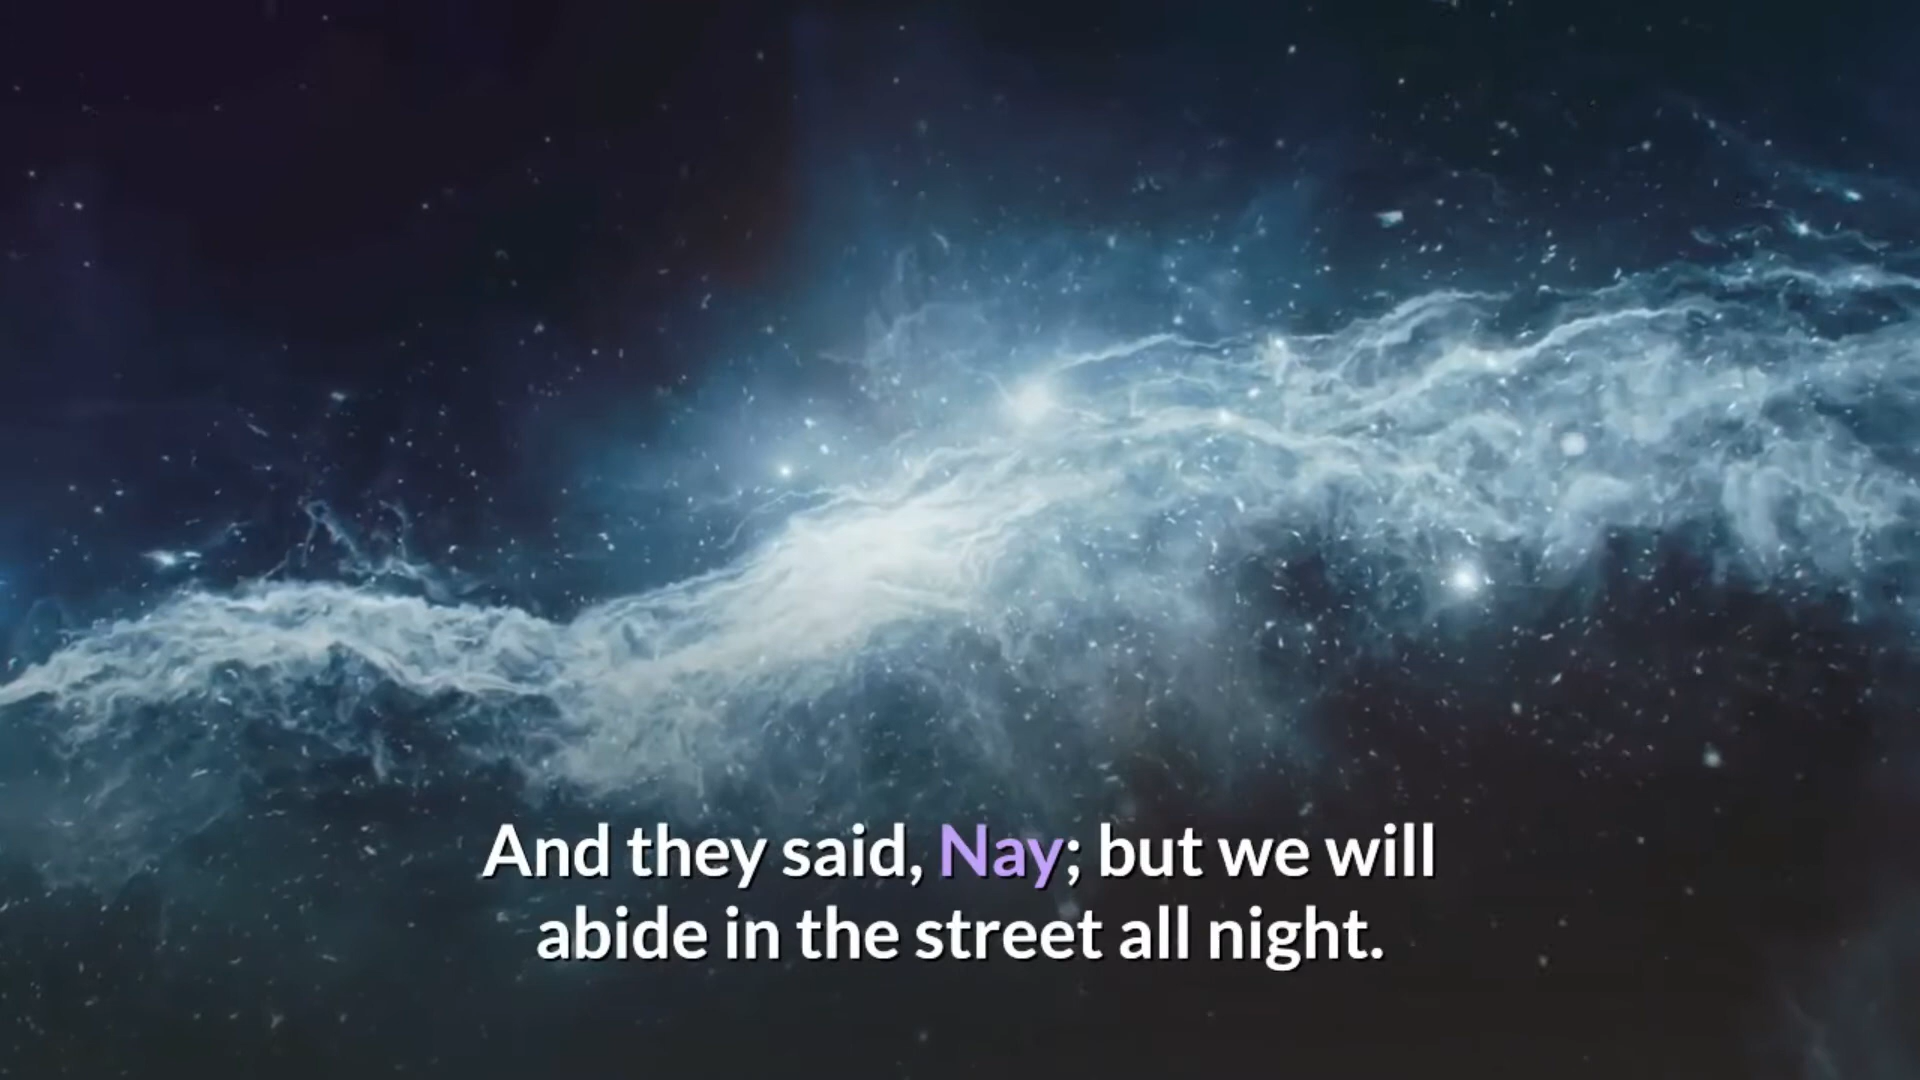 And they said, Nay; but we will
abide in the street all night.